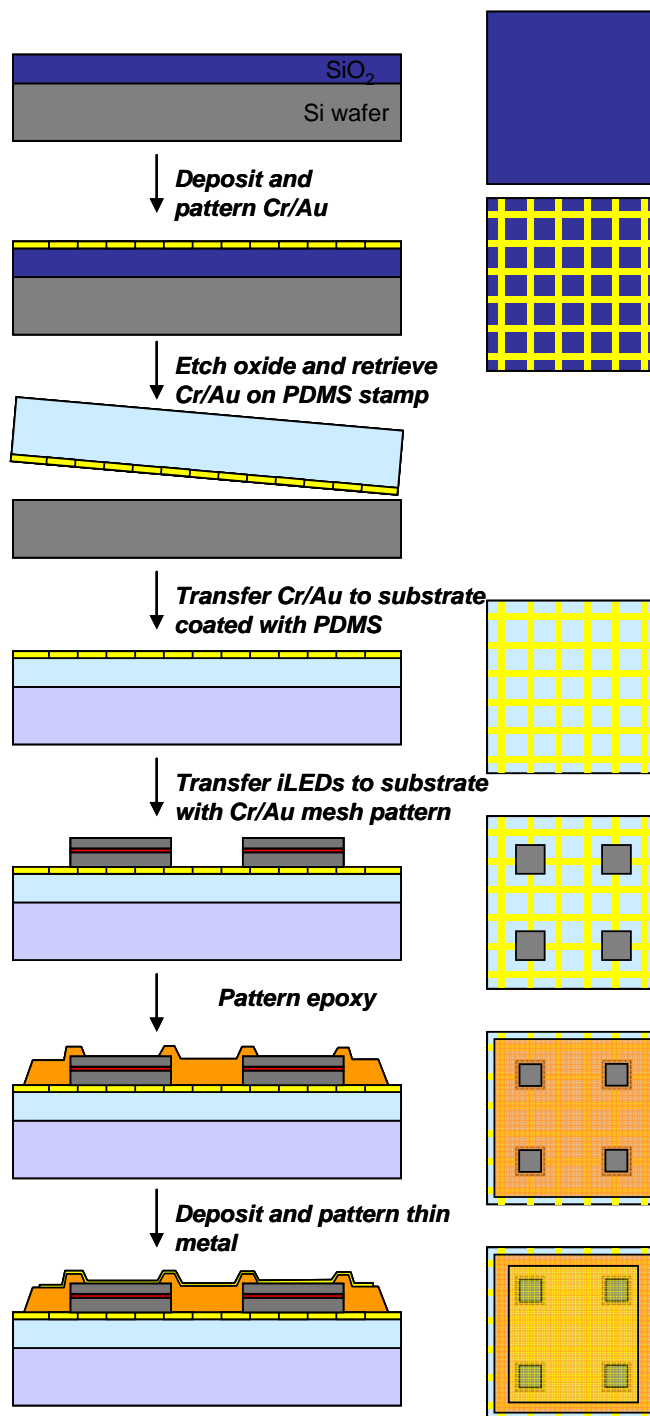 SiO2
Si wafer
Deposit and
pattern Cr/Au
Etch oxide and retrieve
Cr/Au on PDMS stamp
Transfer Cr/Au to substrate
coated with PDMS
Transfer iLEDs to substrate
with Cr/Au mesh pattern
Pattern epoxy
Deposit and pattern thin
metal